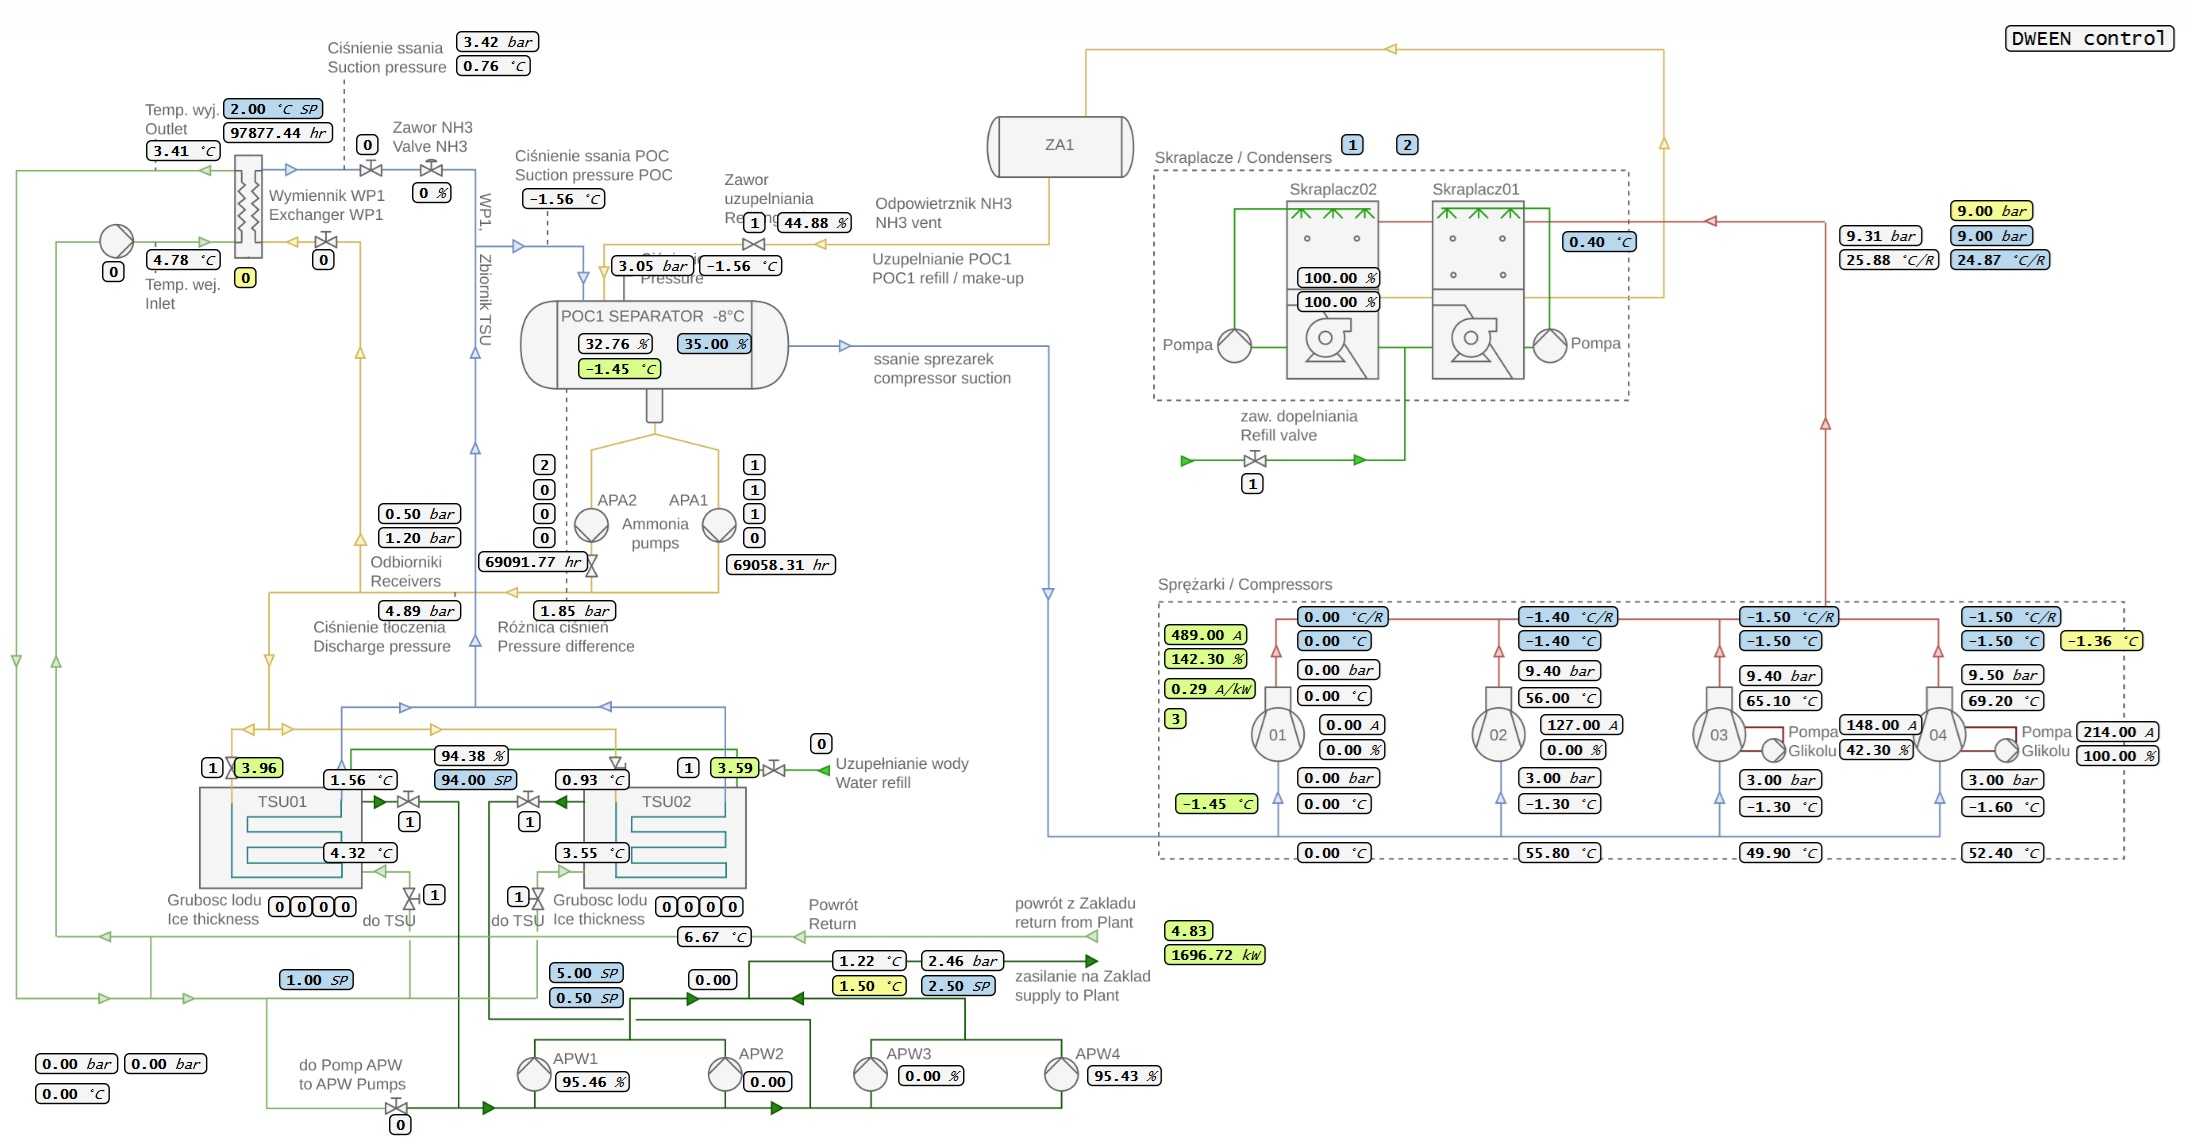 DWEEN control
Ciśnienie ssania
Suction pressure
3.42 bar
0.76 °C
Temp. wyj.
Outlet
2.00 °C SP
97877.44 hr
3.41 °C
0
Zawor NH3
Valve NH3
0 %
Wymiennik WP1
Exchanger WP1
0
4.78 °C
Temp. wej.
Inlet
0
0
WP1.
Zbiornik TSU
Ciśnienie ssania POC
Suction pressure POC
-1.56 °C
Zawor
uzupelniania
1
44.88 %
Odpowietrznik NH3
NH3 vent
3.05 bar
-1.56 °C
Pressure
Uzupelnianie POC1
POC1 refill / make-up
POC1 SEPARATOR -8°C
32.76 %
35.00 %
-1.45 °C
ssanie sprezarek
compressor suction
ZA1
Skraplacze / Condensers
1
2
Skraplacz02
Skraplacz01
0.40 °C
100.00 %
100.00 %
Pompa
Pompa
zaw. dopelniania
Refill valve
1
9.31 bar
25.88 °C/R
9.00 bar
9.00 bar
24.87 °C/R
2
0
0
0
APA2
APA1
Ammonia
pumps
1
1
1
0
69091.77 hr
69058.31 hr
0.50 bar
1.20 bar
Odbiorniki
Receivers
4.89 bar
Ciśnienie tłoczenia
Discharge pressure
1.85 bar
Różnica ciśnień
Pressure difference
Sprężarki / Compressors
489.00 A
142.30 %
0.29 A/kW
3
-1.45 °C
0.00 °C/R
0.00 °C
0.00 bar
0.00 °C
01
0.00 A
0.00 %
0.00 bar
0.00 °C
0.00 °C
-1.40 °C/R
-1.40 °C
9.40 bar
56.00 °C
02
127.00 A
0.00 %
3.00 bar
-1.30 °C
55.80 °C
-1.50 °C/R
-1.50 °C
9.40 bar
65.10 °C
03
Pompa
Glikolu
148.00 A
42.30 %
3.00 bar
-1.30 °C
49.90 °C
-1.50 °C/R
-1.50 °C
-1.36 °C
9.50 bar
69.20 °C
04
Pompa
Glikolu
214.00 A
100.00 %
3.00 bar
-1.60 °C
52.40 °C
1
3.96
1.56 °C
94.38 %
94.00 SP
0.93 °C
1
3.59
0
Uzupełnianie wody
Water refill
TSU01
TSU02
1
1
4.32 °C
3.55 °C
Grubosc lodu
Ice thickness
0 0 0 0
do TSU
1
do TSU
1
Grubosc lodu
Ice thickness
0 0 0 0
Powrót
Return
6.67 °C
powrót z Zakladu
return from Plant
4.83
1696.72 kW
1.00 SP
5.00 SP
0.50 SP
0.00
1.22 °C
2.46 bar
1.50 °C
2.50 SP
zasilanie na Zaklad
supply to Plant
0.00 bar
0.00 bar
0.00 °C
do Pomp APW
to APW Pumps
0
APW1
95.46 %
APW2
0.00
APW3
0.00 %
APW4
95.43 %